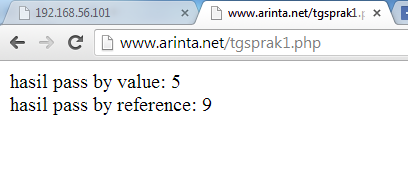 192.168.56.101
www.arinta.net/tgsprak1.p
www.arinta.net/tgsprak1.php
hasil pass by value: 5
hasil pass by reference: 9